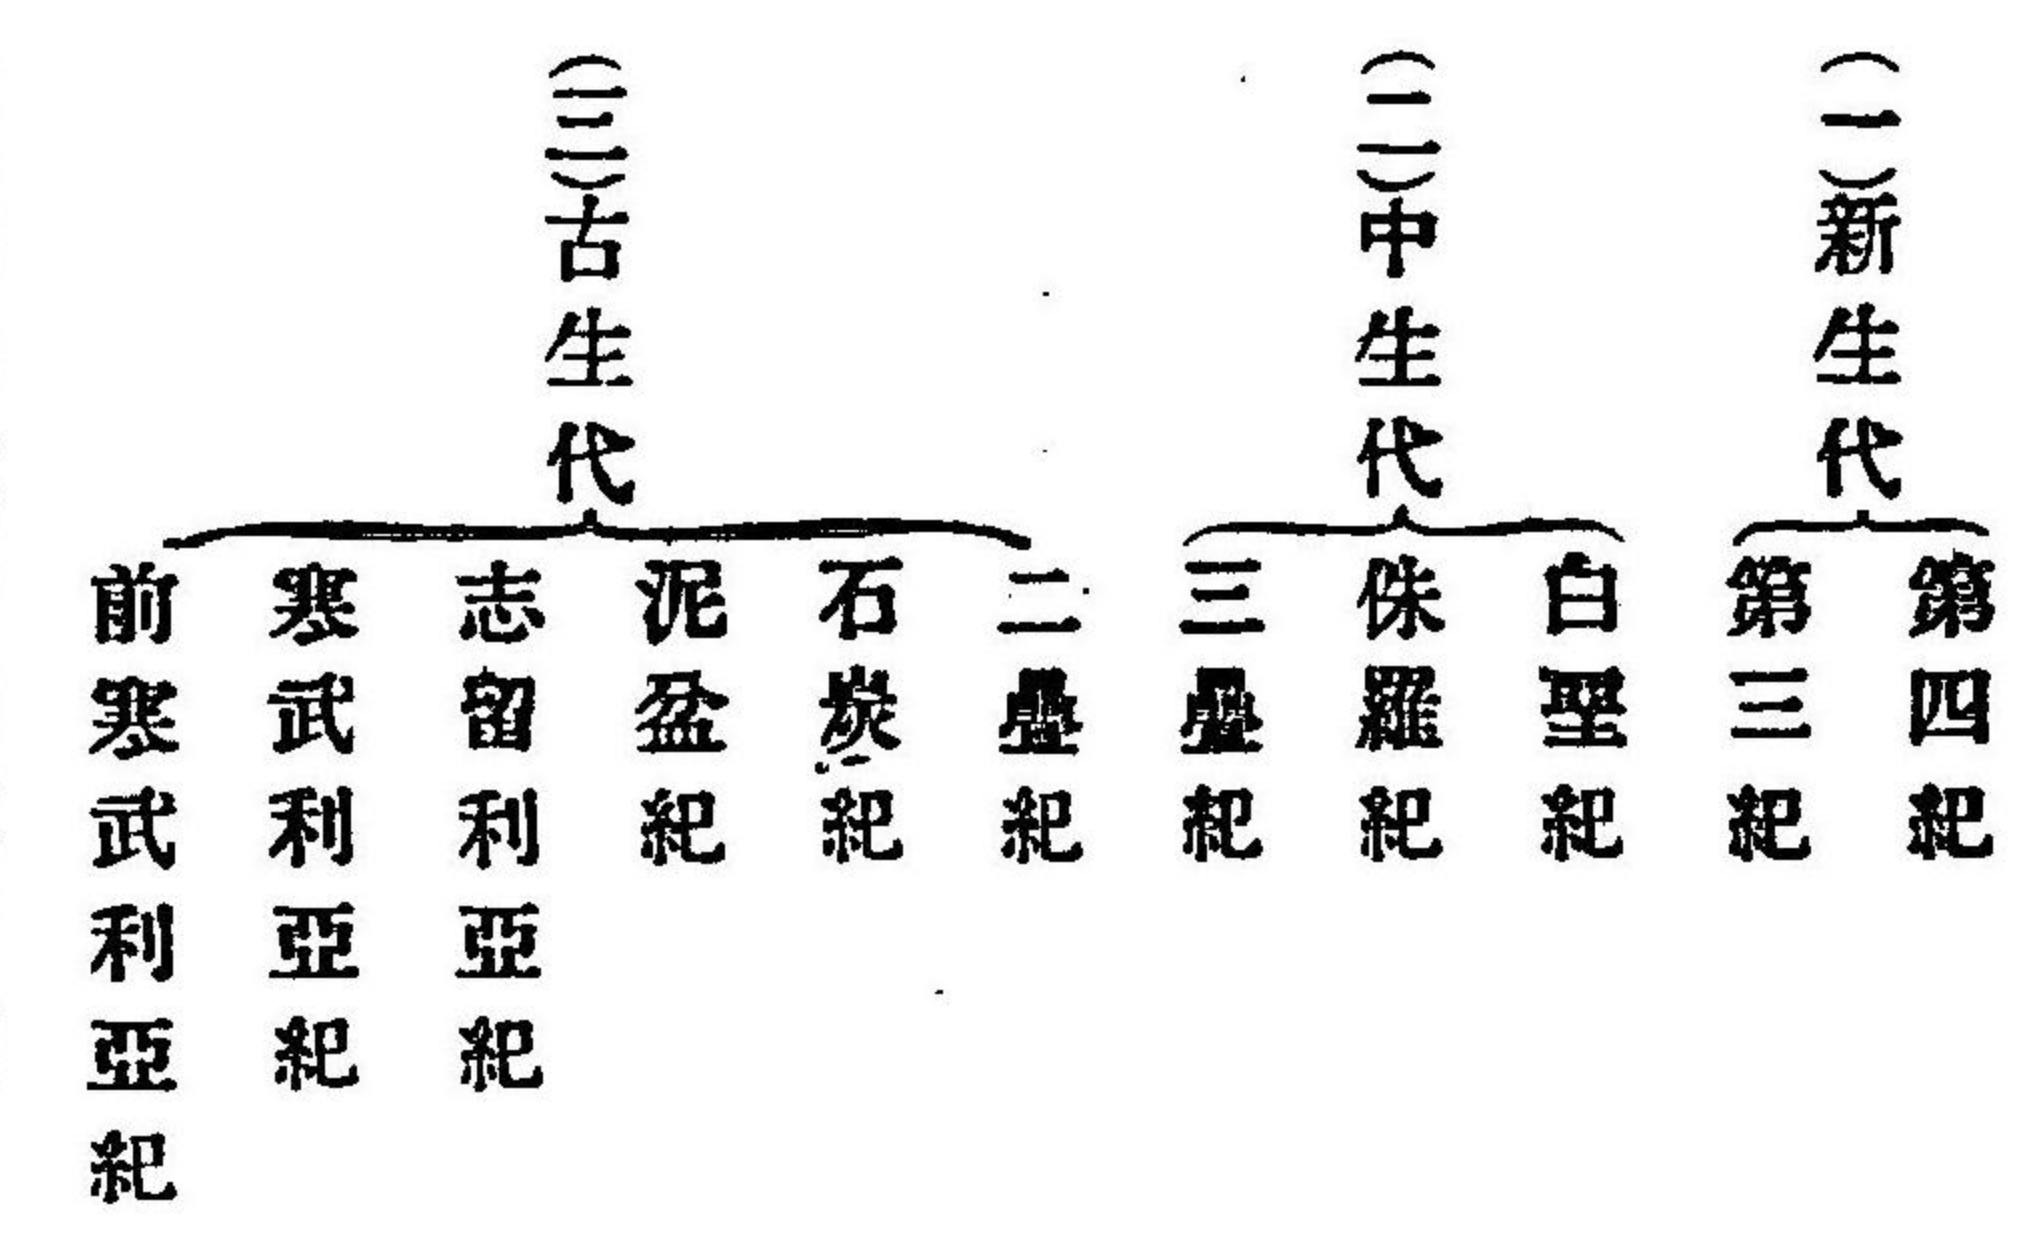 (一)新生代
第四紀
第三紀
(二)中生代
白堊紀
侏羅紀
三疊紀
(三)古生代
二疊紀
石炭紀
泥盆紀
志留利亞紀
寒武利亞紀
前寒武利亞紀